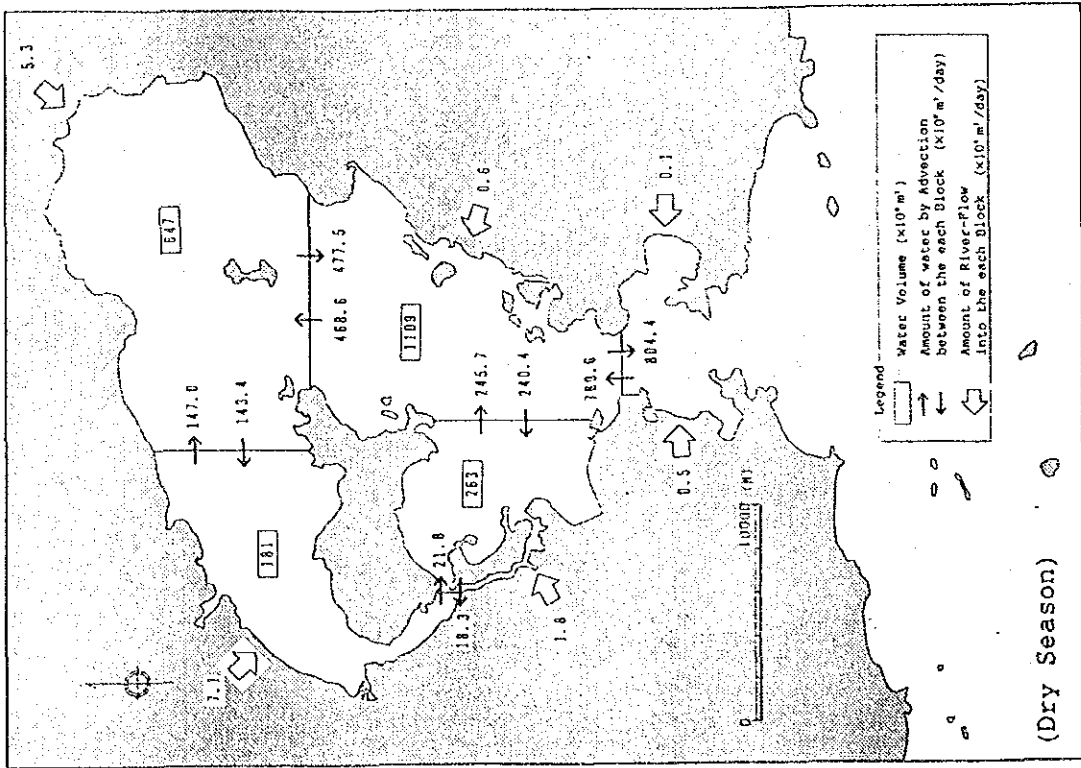 5.3
647
477.5
468.6
147.0
143.4
181
7.1
1109
0.6
245.7
240.4
263
21.8
18.3
1.8
789.6
804.4
0.1
0.5
0
10000 (M)
Legend
Water Volume (x10⁶m³)
Amount of water by Advection
between the each Block (x10⁶m³/day)
Amount of River-Flow
into the each Block (x10⁶m³/day)
(Dry Season)